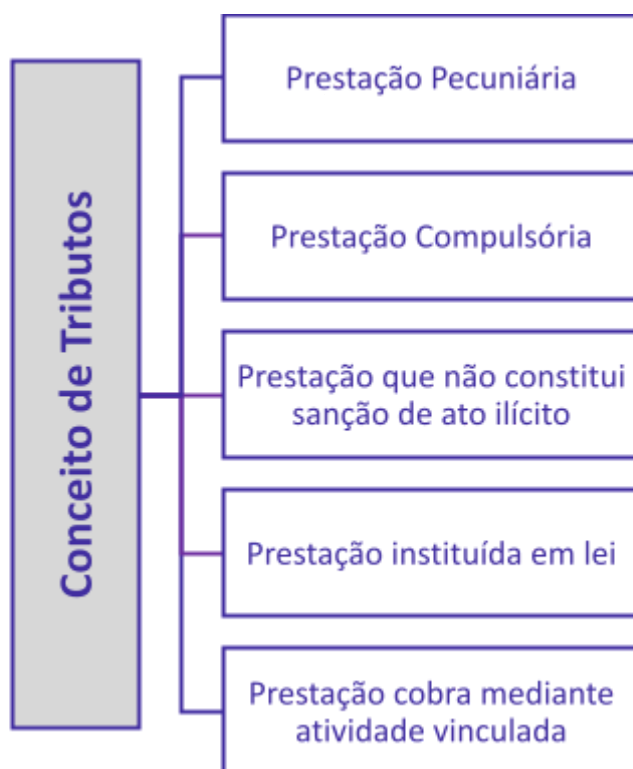 Conceito de Tributos
Prestação Pecuniária
Prestação Compulsória
Prestação que não constitui
sanção de ato ilícito
Prestação instituída em lei
Prestação cobra mediante
atividade vinculada